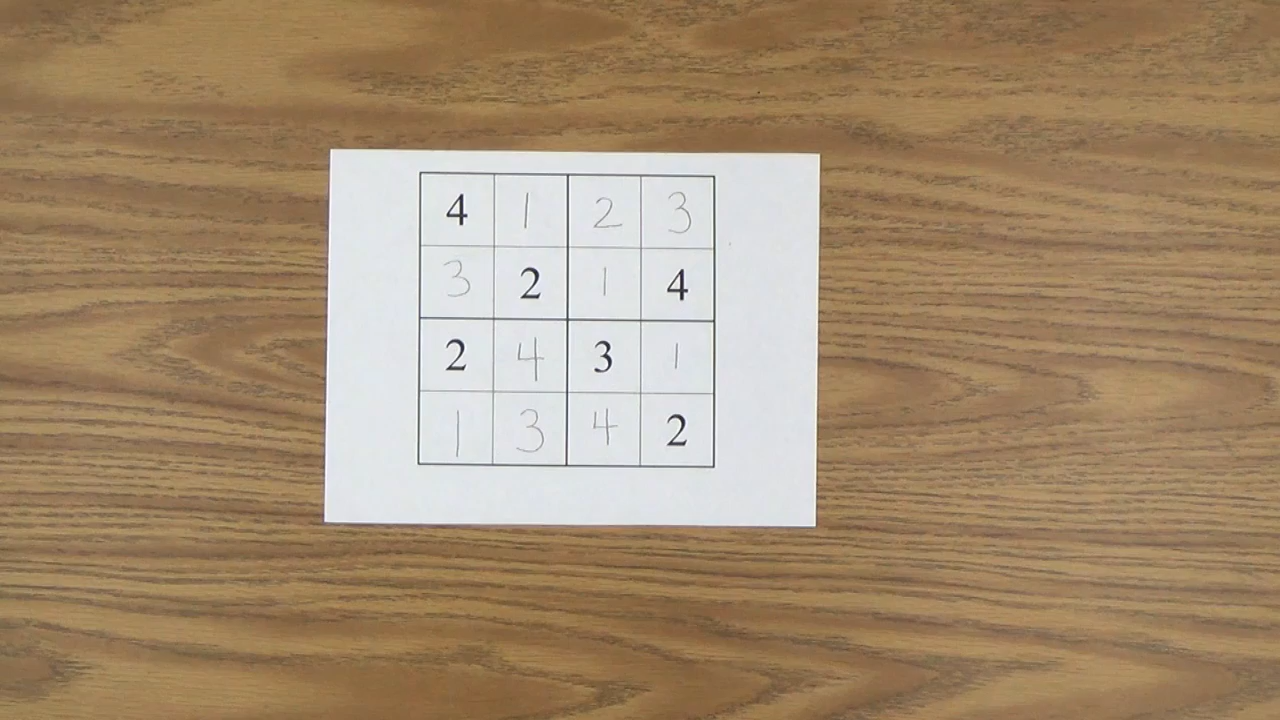 4 1 2 3
3 2 1 4
2 4 3 1
1 3 4 2